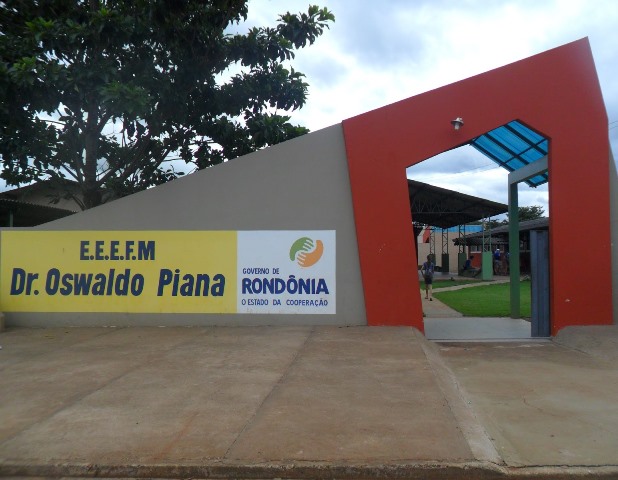 E.E.E.F.M
Dr. Oswaldo Piana
GOVERNO DE
RONDÔNIA
O ESTADO DA COOPERAÇÃO